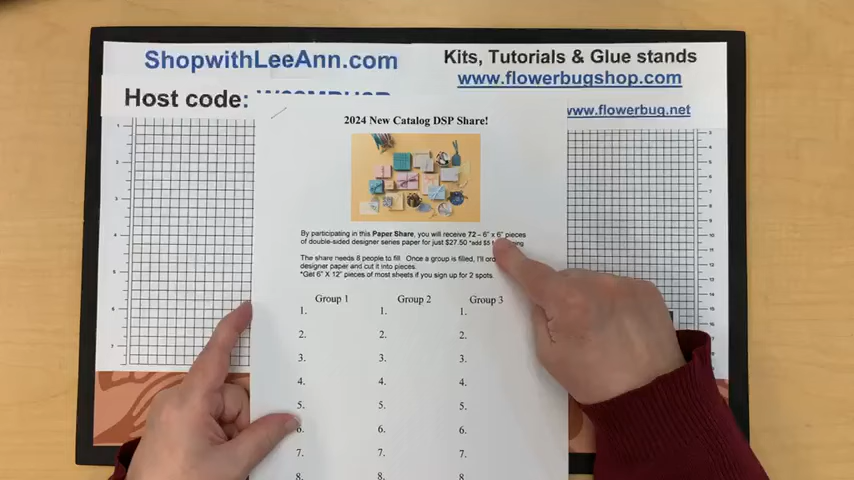 ShopwithLeeAnn.com
Kits, Tutorials & Glue stands
www.flowerbugshop.com
Host code:
www.flowerbug.net
2024 New Catalog DSP Share!
By participating in this Paper Share, you will receive 72 – 6" x 6" pieces
of double-sided designer series paper for just $27.50 *add $5
The share needs 8 people to fill. Once a group is filled, I'll
designer paper and cut it into pieces.
*Get 6" X 12" pieces of most sheets if you sign up for 2 spots
Group 1 Group 2 Group 3
1. 1. 1.
2. 2. 2.
3. 3. 3.
4. 4. 4.
5. 5. 5.
6. 6. 6.
7. 7. 7.
8. 8. 8.